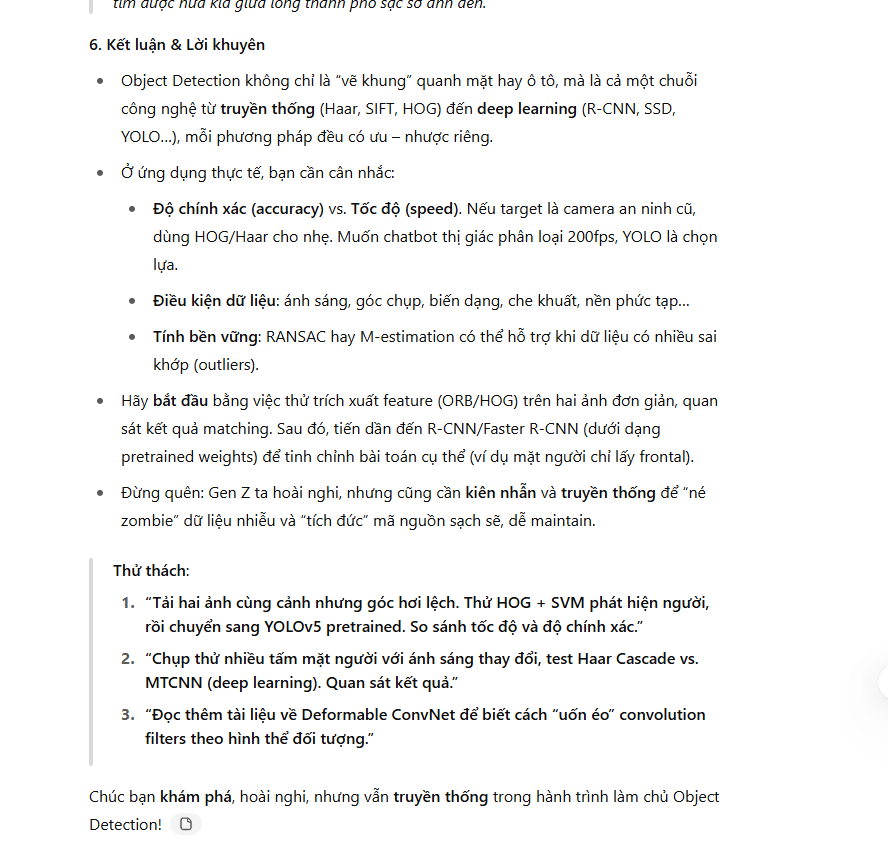 tìm được nửa kia giữa lòng thành phố sặc sỡ ánh đèn.
6. Kết luận & Lời khuyên
Object Detection không chỉ là “vẽ khung” quanh mặt hay ô tô, mà là cả một chuỗi
công nghệ từ truyền thống (Haar, SIFT, HOG) đến deep learning (R-CNN, SSD,
YOLO...), mỗi phương pháp đều có ưu – nhược riêng.
Ở ứng dụng thực tế, bạn cần cân nhắc:
Độ chính xác (accuracy) vs. Tốc độ (speed). Nếu target là camera an ninh cũ,
dùng HOG/Haar cho nhẹ. Muốn chatbot thị giác phân loại 200fps, YOLO là chọn
lựa.
Điều kiện dữ liệu: ánh sáng, góc chụp, biến dạng, che khuất, nền phức tạp...
Tính bền vững: RANSAC hay M-estimation có thể hỗ trợ khi dữ liệu có nhiều sai
khớp (outliers).
Hãy bắt đầu bằng việc thử trích xuất feature (ORB/HOG) trên hai ảnh đơn giản, quan
sát kết quả matching. Sau đó, tiến dần đến R-CNN/Faster R-CNN (dưới dạng
pretrained weights) để tinh chỉnh bài toán cụ thể (ví dụ mặt người chỉ lấy frontal).
Đừng quên: Gen Z ta hoài nghi, nhưng cũng cần kiên nhẫn và truyền thống để “né
zombie” dữ liệu nhiễu và “tích đức” mã nguồn sạch sẽ, dễ maintain.
Thử thách:
1. “Tải hai ảnh cùng cảnh nhưng góc hơi lệch. Thử HOG + SVM phát hiện người,
rồi chuyển sang YOLOv5 pretrained. So sánh tốc độ và độ chính xác.”
2. “Chụp thử nhiều tấm mặt người với ánh sáng thay đổi, test Haar Cascade vs.
MTCNN (deep learning). Quan sát kết quả.”
3. “Đọc thêm tài liệu về Deformable ConvNet để biết cách “uốn éo” convolution
filters theo hình thể đối tượng.”
Chúc bạn khám phá, hoài nghi, nhưng vẫn truyền thống trong hành trình làm chủ Object
Detection!